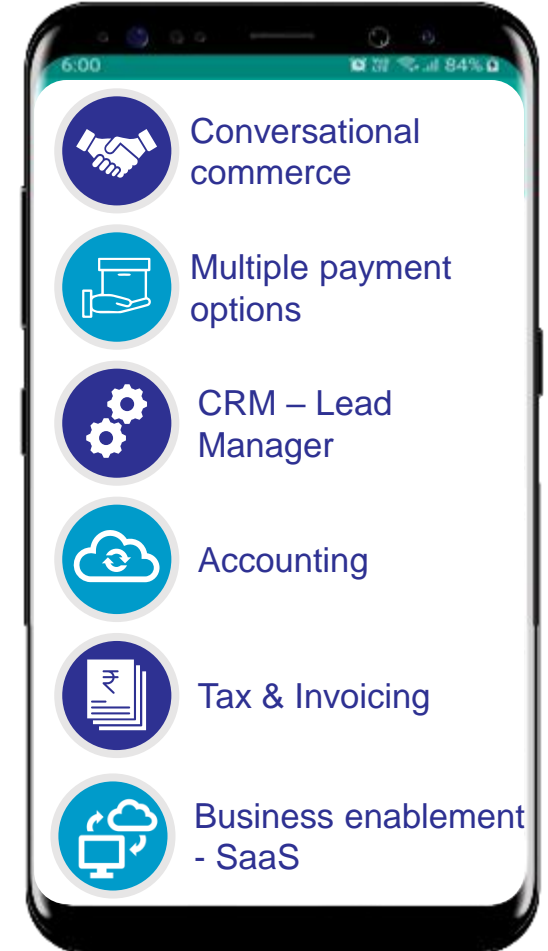 6:00
84%
Conversational
commerce
Multiple payment
options
CRM – Lead
Manager
Accounting
₹
Tax & Invoicing
Business enablement
- SaaS